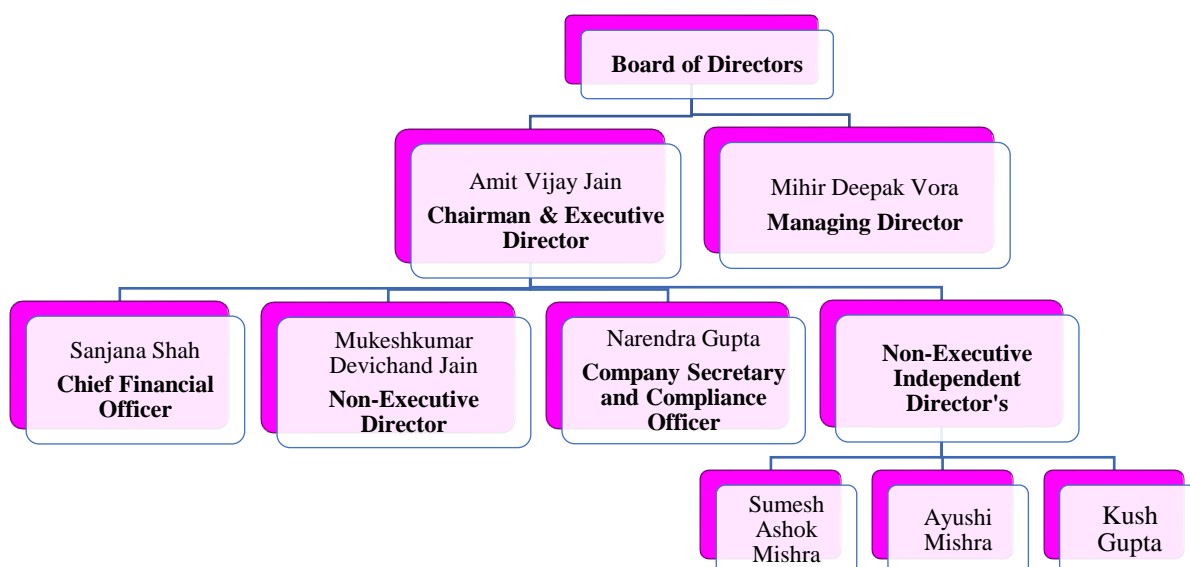 Board of Directors
Amit Vijay Jain
Chairman & Executive
Director
Mihir Deepak Vora
Managing Director
Sanjana Shah
Chief Financial
Officer
Mukeshkumar
Devichand Jain
Non-Executive
Director
Narendra Gupta
Company Secretary
and Compliance
Officer
Non-Executive
Independent
Director's
Sumesh
Ashok
Mishra
Ayushi
Mishra
Kush
Gupta